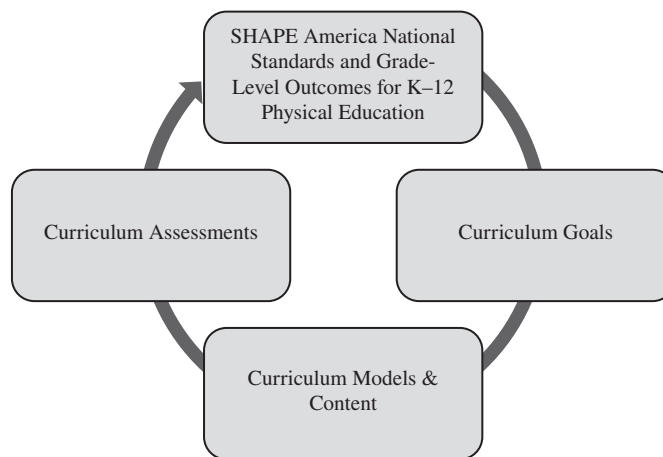 SHAPE America National
Standards and Grade-
Level Outcomes for K–12
Physical Education
Curriculum Assessments
Curriculum Goals
Curriculum Models &
Content